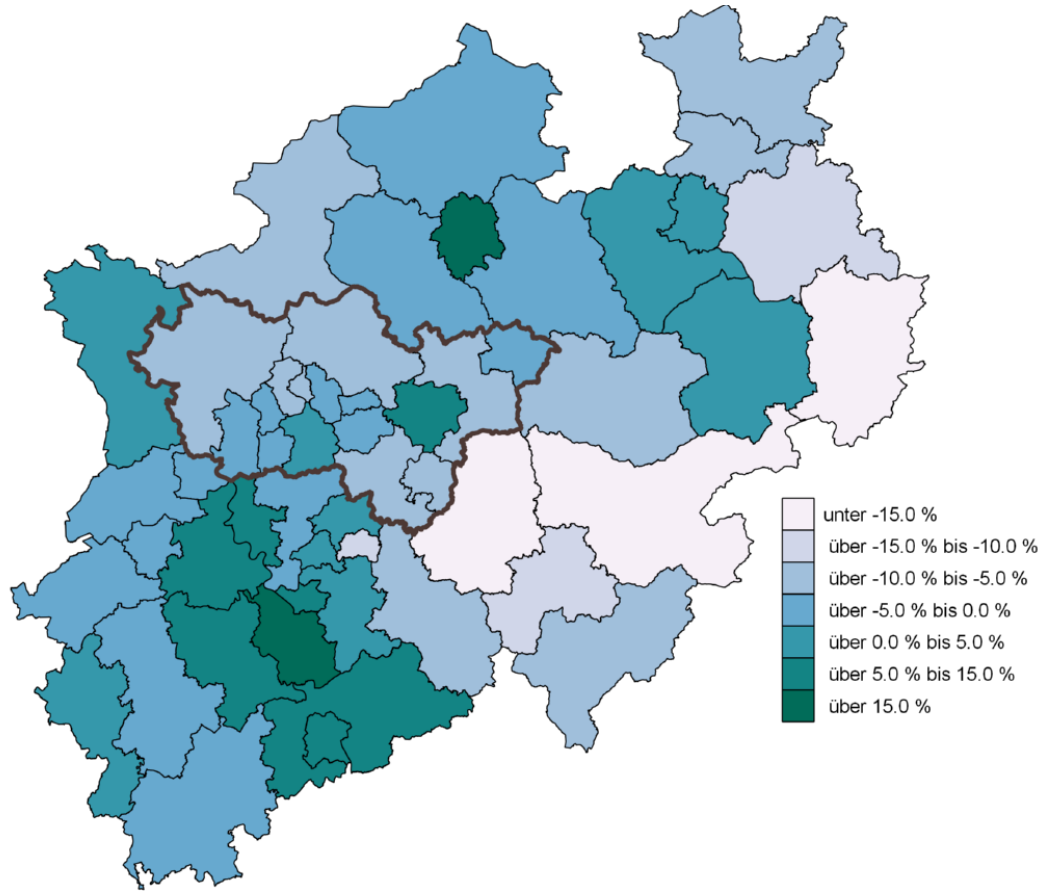 unter -15.0 %
über -15.0 % bis -10.0 %
über -10.0 % bis -5.0 %
über -5.0 % bis 0.0 %
über 0.0 % bis 5.0 %
über 5.0 % bis 15.0 %
über 15.0 %